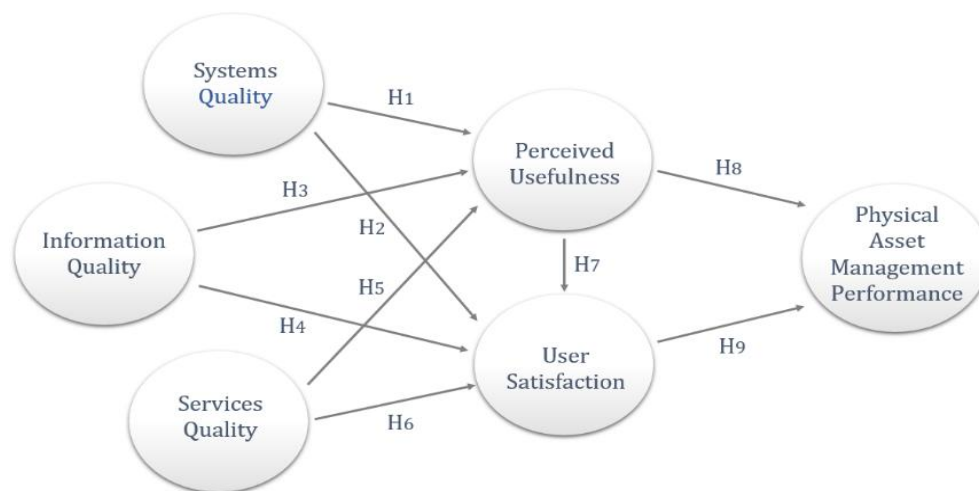 Systems
Quality
H1
Perceived
Usefulness
H8
H3
Information
Quality
H2
Physical
Asset
Management
Performance
H7
H5
H4
User
Satisfaction
H9
Services
Quality
H6